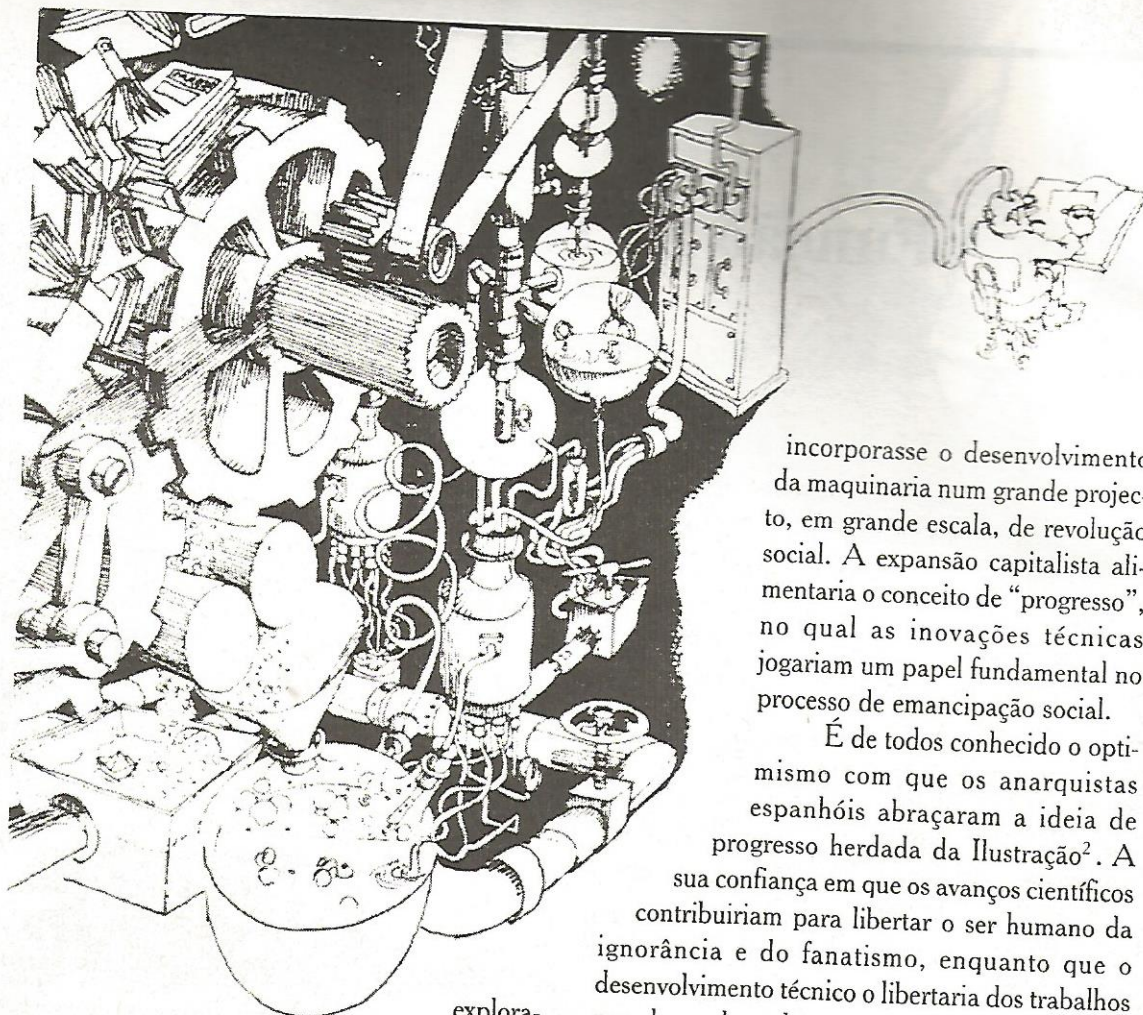 incorporasse o desenvolvimento
da maquinaria num grande projec-
to, em grande escala, de revolução
social. A expansão capitalista ali-
mentaria o conceito de “progresso”,
no qual as inovações técnicas
jogariam um papel fundamental no
processo de emancipação social.
É de todos conhecido o opti-
mismo com que os anarquistas
espanhóis abraçaram a ideia de
progresso herdada da Ilustração². A
sua confiança em que os avanços científicos
contribuiriam para libertar o ser humano da
ignorância e do fanatismo, enquanto que o
desenvolvimento técnico o libertaria dos trabalhos
explora-